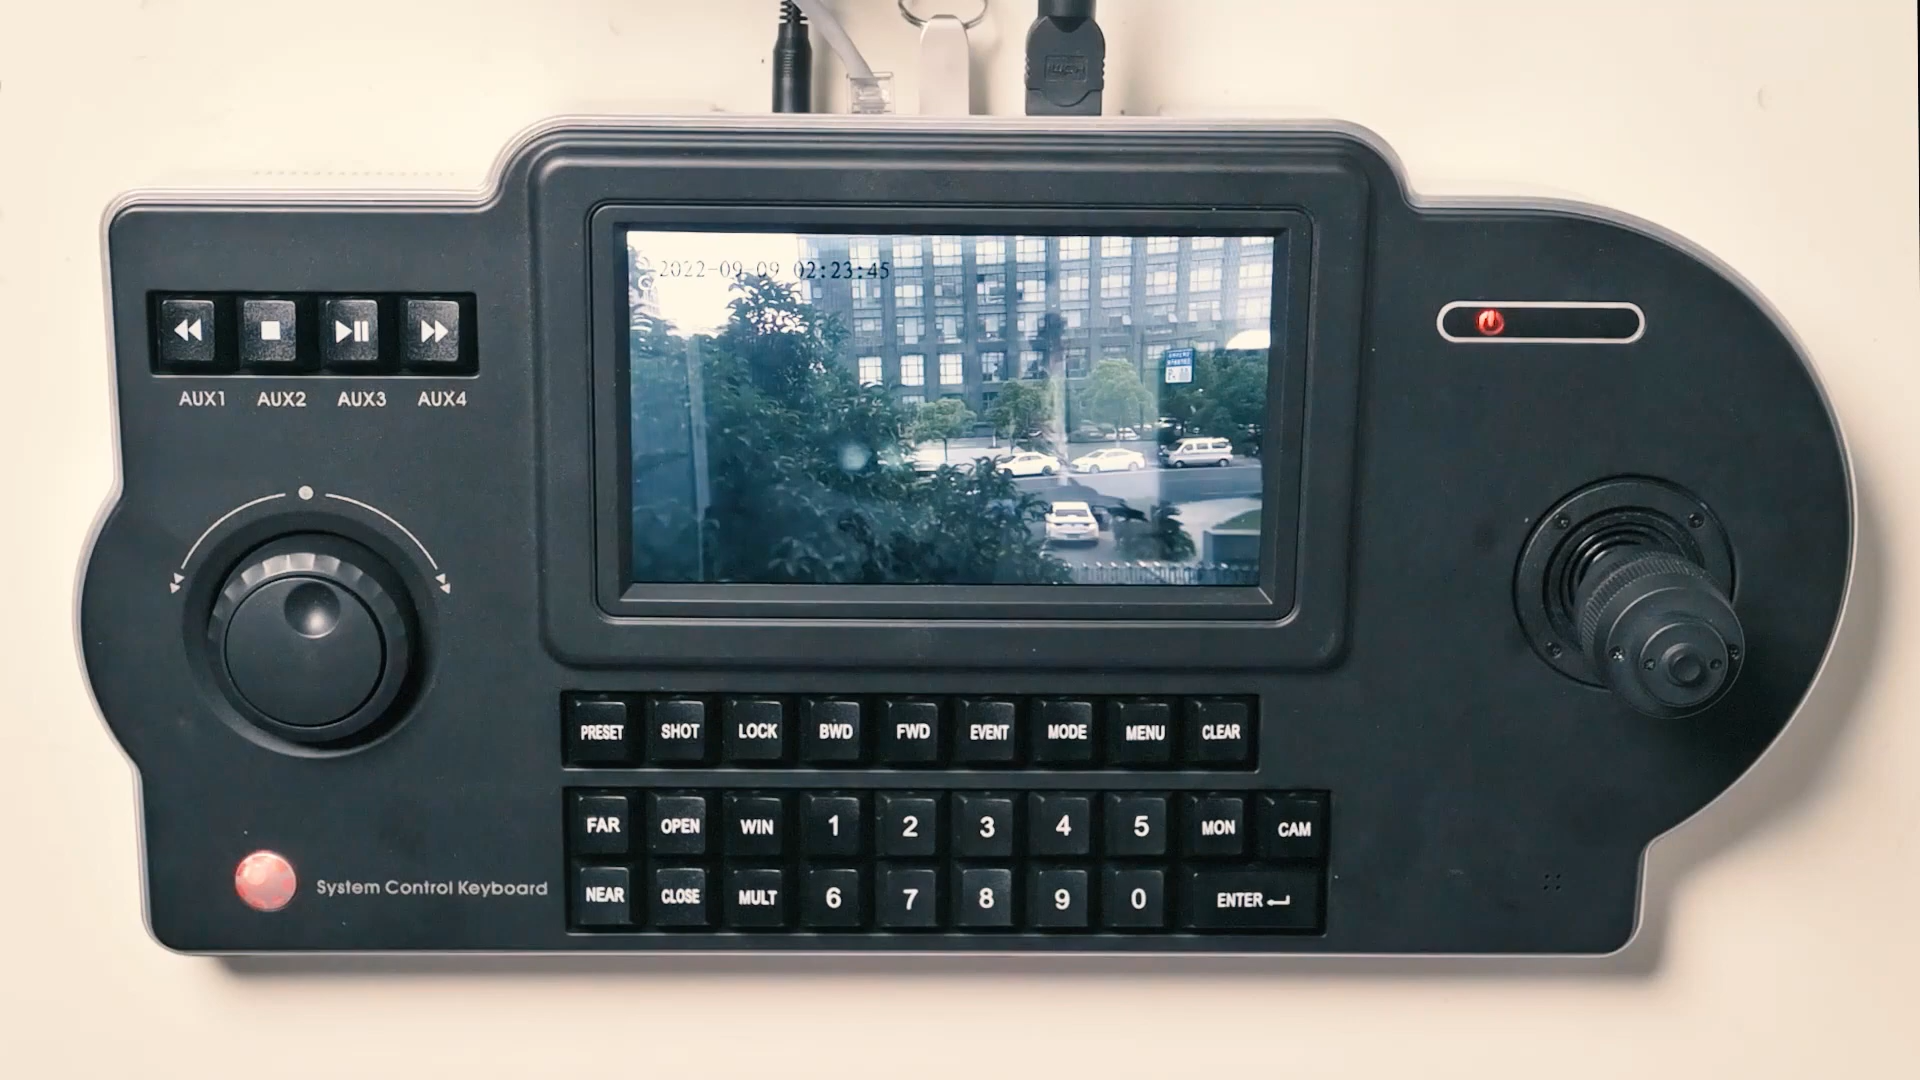 2022-09-09 02:23:45
AUX1 AUX2 AUX3 AUX4
PRESET SHOT LOCK BWD FWD EVENT MODE MENU CLEAR
FAR OPEN WIN 1 2 3 4 5 MON CAM
NEAR CLOSE MULT 6 7 8 9 0 ENTER
System Control Keyboard